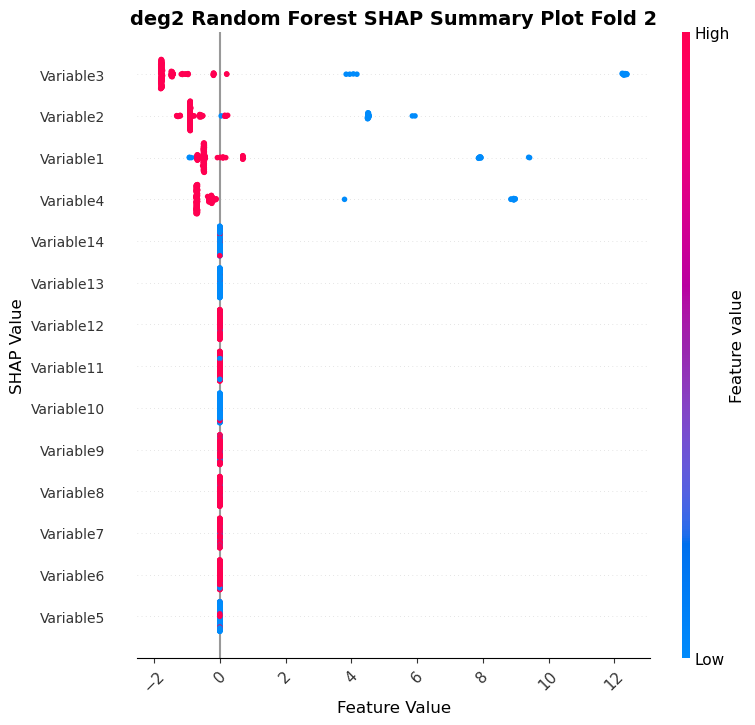 deg2 Random Forest SHAP Summary Plot Fold 2
High
Variable3
Variable2
Variable1
Variable4
Variable14
Variable13
Variable12
Variable11
Variable10
Variable9
Variable8
Variable7
Variable6
Variable5
SHAP Value
Feature value
Low
−2
0
2
4
6
8
10
12
Feature Value